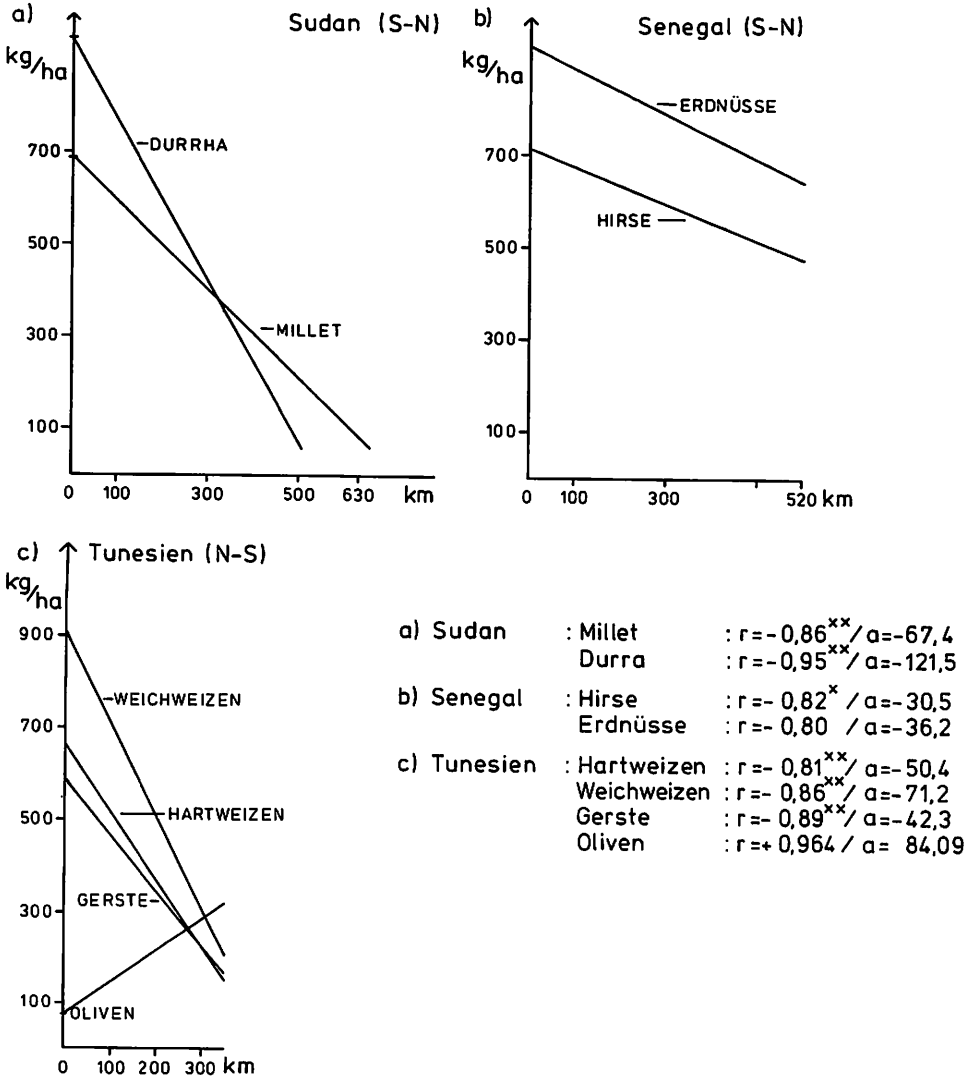 a)
Sudan (S-N)
kg/ha
DURRHA
700
500
300
100
MILLET
0 100 300 500 630 km
b)
Senegal (S-N)
kg/ha
ERDNÜSSE
700
HIRSE
500
300
100
0 100 300 520 km
c) Tunesien (N-S)
kg/ha
900
WEICHWEIZEN
700
HARTWEIZEN
500
GERSTE
300
100
OLIVEN
0 100 200 300 km
a) Sudan : Millet : r=-0,86xx/ a=-67,4
Durra : r=-0,95xx/ a=-121,5
b) Senegal : Hirse : r=-0,82x / a=-30,5
Erdnüsse : r=-0,80 / a=-36,2
c) Tunesien : Hartweizen : r=-0,81xx/ a=-50,4
Weichweizen : r=-0,86xx/ a=-71,2
Gerste : r=-0,89xx/ a=-42,3
Oliven : r=+0,964 / a= 84,09